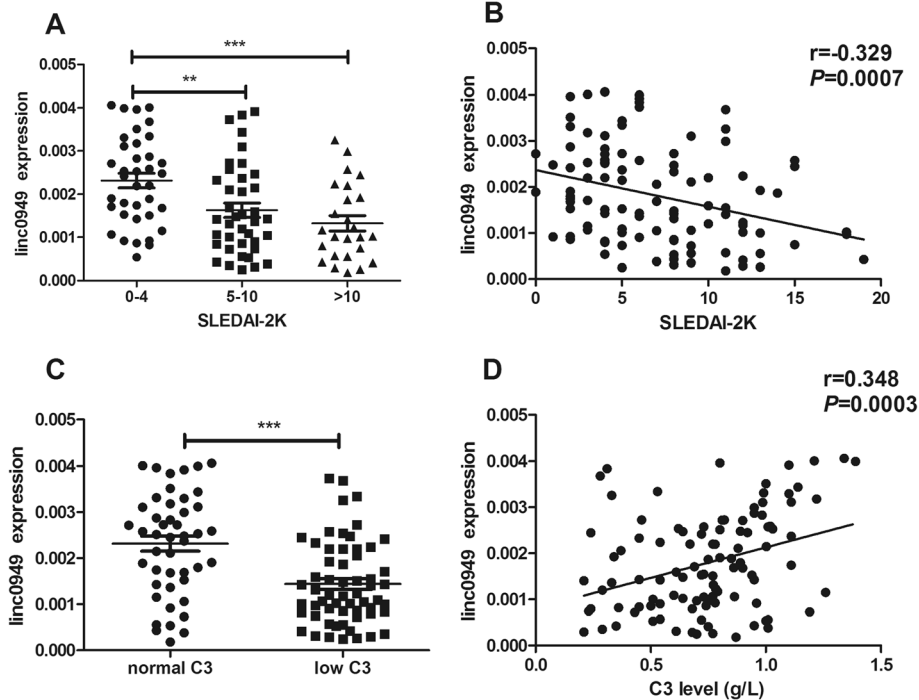 A
***
**
0.005
0.004
0.003
0.002
0.001
0.000
linc0949 expression
0-4
5-10
>10
SLEDAI-2K
B
r=-0.329
P=0.0007
0.005
0.004
0.003
0.002
0.001
0.000
linc0949 expression
0
5
10
15
20
SLEDAI-2K
C
***
0.005
0.004
0.003
0.002
0.001
0.000
linc0949 expression
normal C3
low C3
D
r=0.348
P=0.0003
0.005
0.004
0.003
0.002
0.001
0.000
linc0949 expression
0.0
0.5
1.0
1.5
C3 level (g/L)